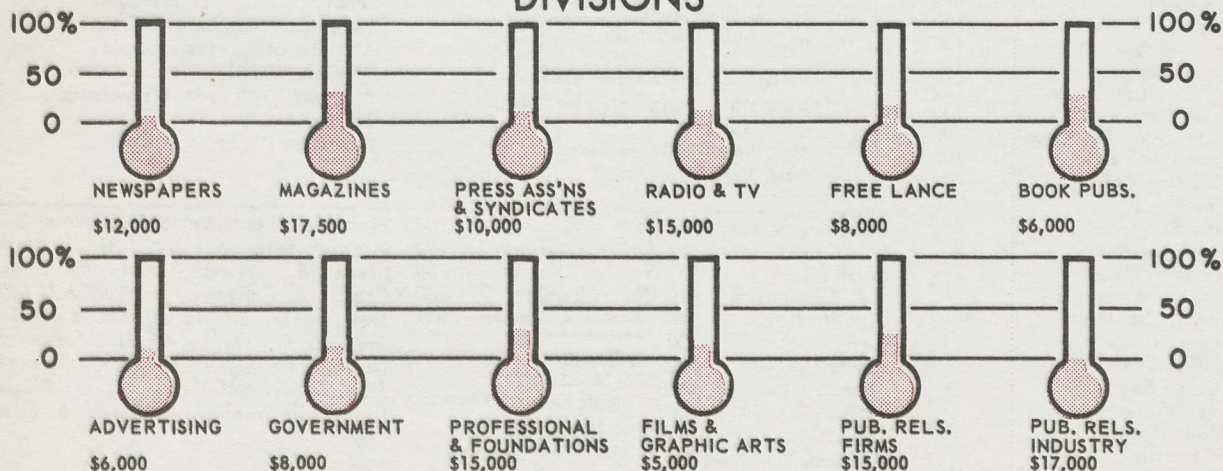 DIVISIONS
100% 100%
50 50
0 0
NEWSPAPERS MAGAZINES PRESS ASS'NS RADIO & TV FREE LANCE BOOK PUBS.
& SYNDICATES
$12,000 $17,500 $10,000 $15,000 $8,000 $6,000
100% 100%
50 50
0 0
ADVERTISING GOVERNMENT PROFESSIONAL FILMS & PUB. RELS. PUB. RELS.
& FOUNDATIONS GRAPHIC ARTS FIRMS INDUSTRY
$6,000 $8,000 $15,000 $5,000 $15,000 $17,000